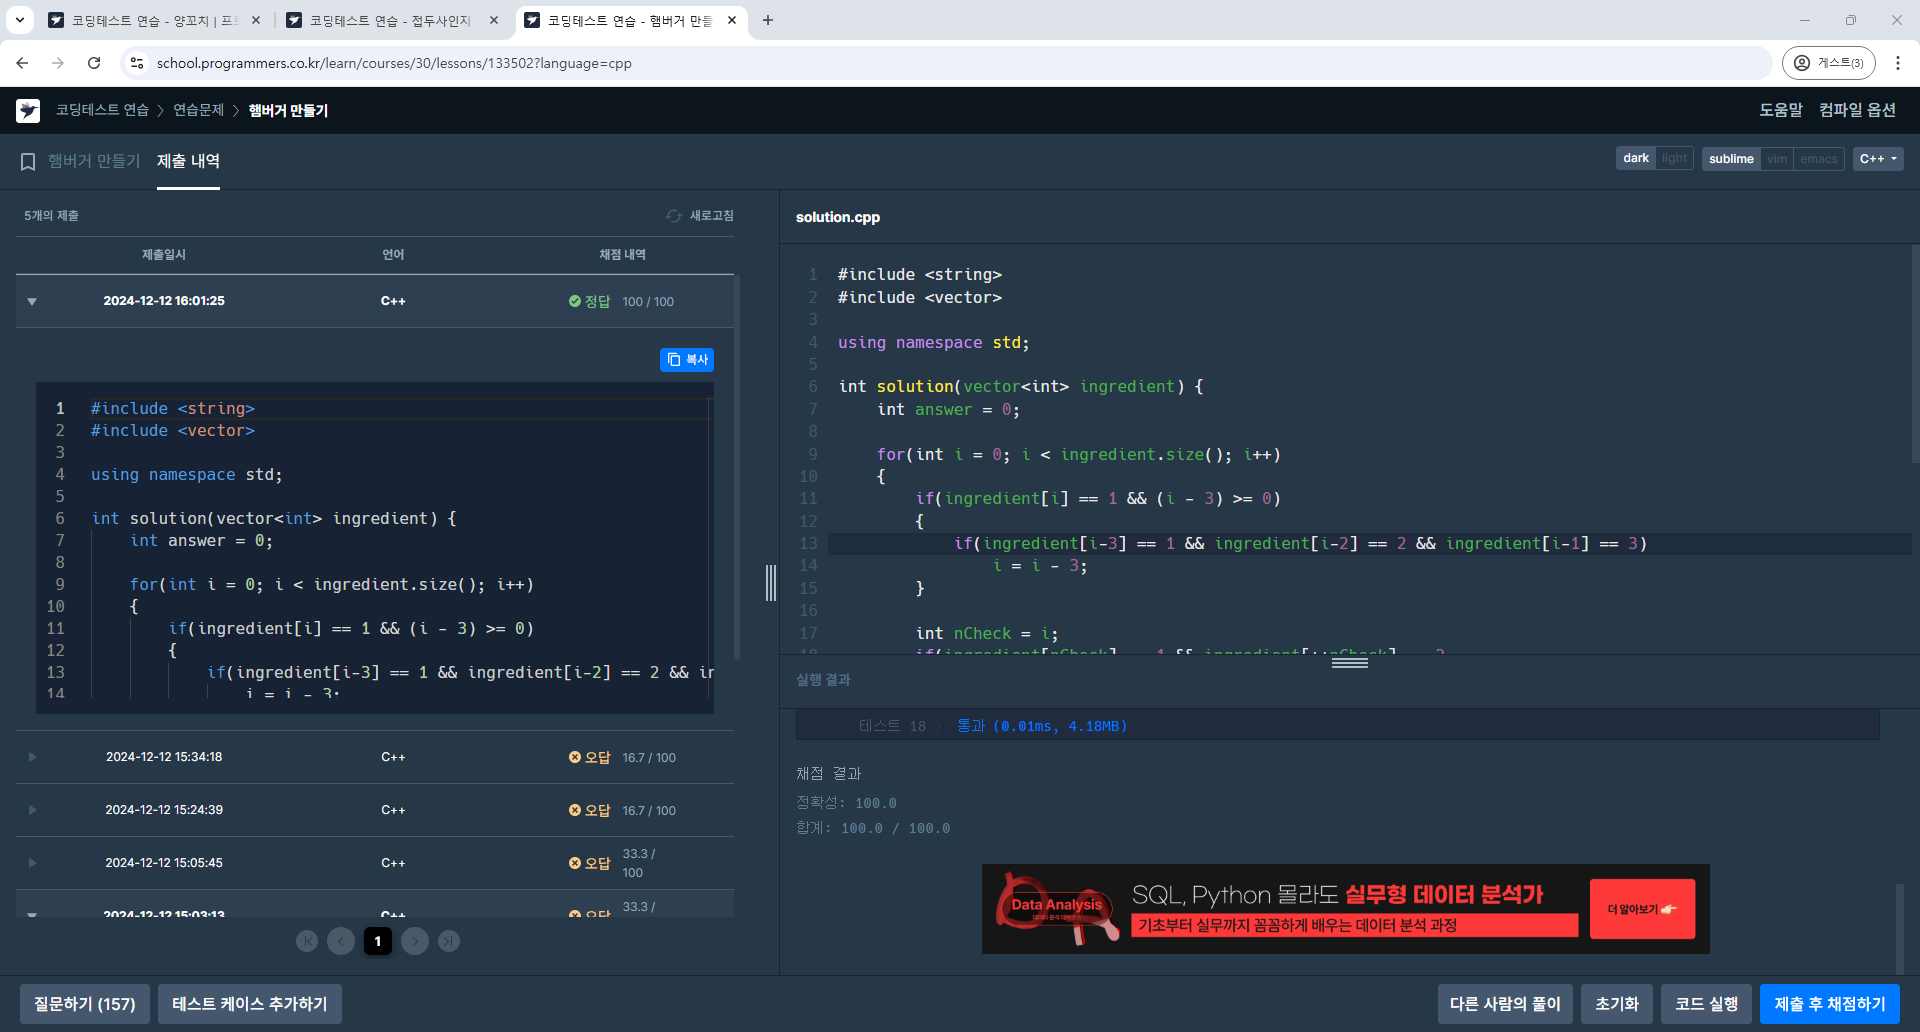 코딩테스트 연습 - 양꼬치 | 프로
코딩테스트 연습 - 접두사인지
코딩테스트 연습 - 햄버거 만들
school.programmers.co.kr/learn/courses/30/lessons/133502?language=cpp
게스트(3)
코딩테스트 연습 > 연습문제 > 햄버거 만들기
도움말 컴파일 옵션
햄버거 만들기 제출 내역
dark light sublime vim emacs C++
5개의 제출 새로고침
제출일시 언어 채점 내역
2024-12-12 16:01:25 C++ 정답 100 / 100
복사
1 #include <string>
2 #include <vector>
3
4 using namespace std;
5
6 int solution(vector<int> ingredient) {
7 int answer = 0;
8
9 for(int i = 0; i < ingredient.size(); i++)
10 {
11 if(ingredient[i] == 1 && (i - 3) >= 0)
12 {
13 if(ingredient[i-3] == 1 && ingredient[i-2] == 2 && in
14 i = i - 3;
2024-12-12 15:34:18 C++ 오답 16.7 / 100
2024-12-12 15:24:39 C++ 오답 16.7 / 100
2024-12-12 15:05:45 C++ 오답 33.3 / 100
2024-12-12 15:03:13 C++ 오답 33.3 /
1
solution.cpp
1 #include <string>
2 #include <vector>
3
4 using namespace std;
5
6 int solution(vector<int> ingredient) {
7 int answer = 0;
8
9 for(int i = 0; i < ingredient.size(); i++)
10 {
11 if(ingredient[i] == 1 && (i - 3) >= 0)
12 {
13 if(ingredient[i-3] == 1 && ingredient[i-2] == 2 && ingredient[i-1] == 3)
14 i = i - 3;
15 }
16
17 int nCheck = i;
18 if(ingredient[nCheck] == 1 && ingredient[++nCheck] == 2
실행 결과
테스트 18 > 통과 (0.01ms, 4.18MB)
채점 결과
정확성: 100.0
합계: 100.0 / 100.0
Data Analysis
SQL, Python 몰라도 실무형 데이터 분석가
기초부터 실무까지 꼼꼼하게 배우는 데이터 분석 과정
더 알아보기
질문하기 (157) 테스트 케이스 추가하기
다른 사람의 풀이 초기화 코드 실행 제출 후 채점하기